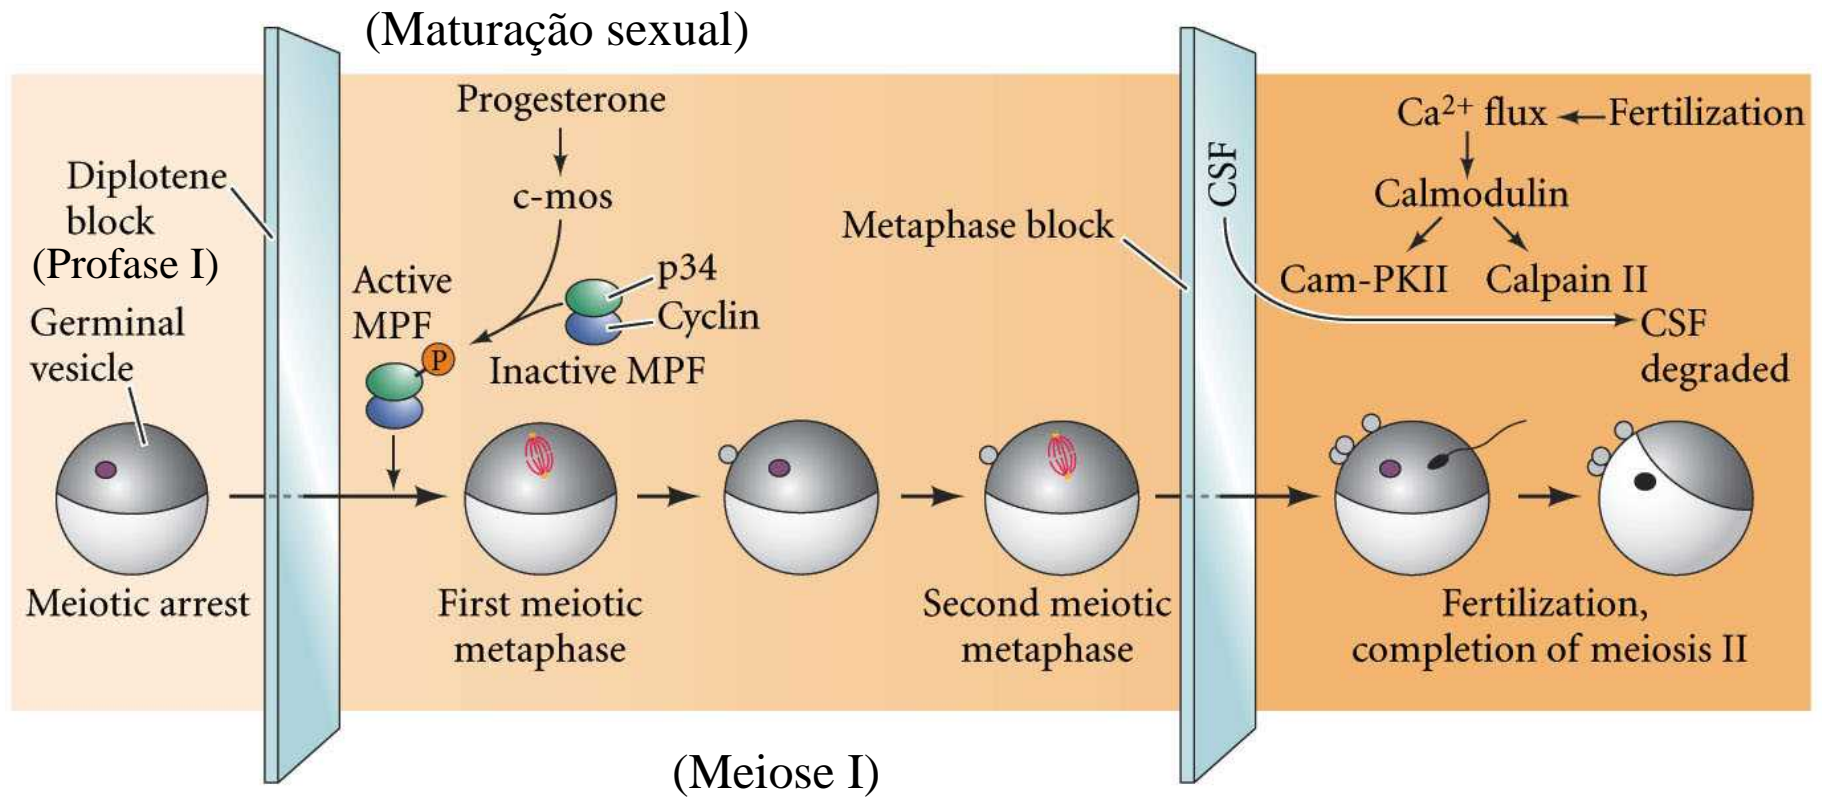 (Maturação sexual)
Progesterone
c-mos
Diplotene
block
(Profase I)
Germinal
vesicle
Active
MPF
P
p34
Cyclin
Inactive MPF
Metaphase block
CSF
Ca²⁺ flux
Fertilization
Calmodulin
Cam-PKII
Calpain II
CSF
degraded
Meiotic arrest
First meiotic
metaphase
Second meiotic
metaphase
Fertilization,
completion of meiosis II
(Meiose I)